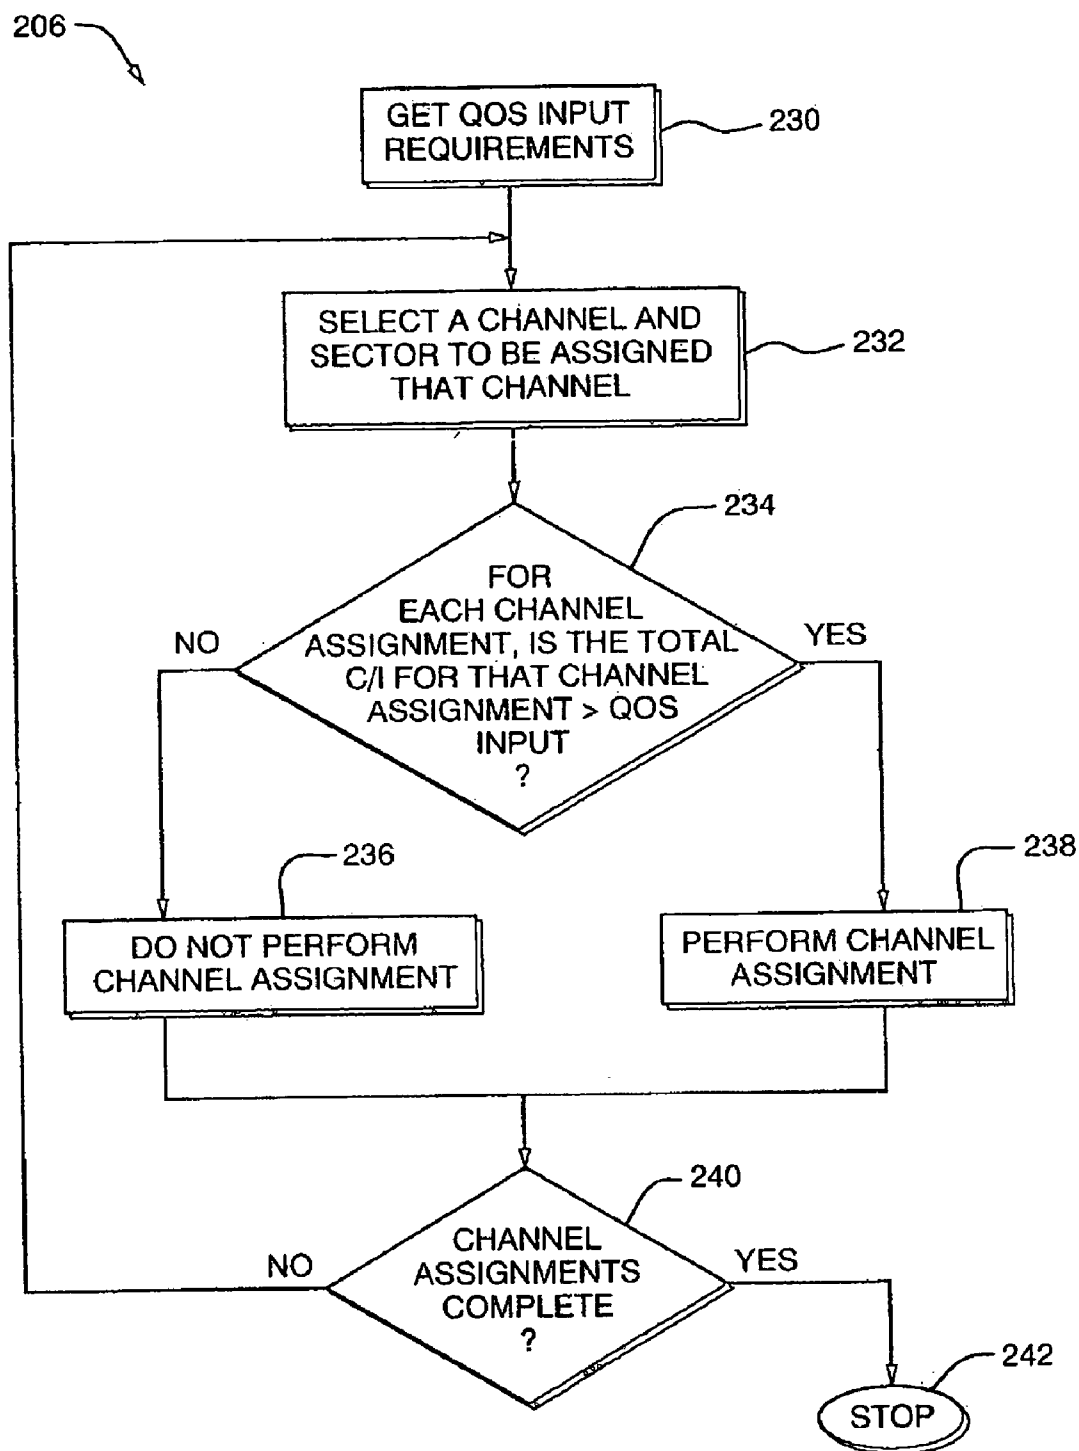 206
GET QOS INPUT
REQUIREMENTS
230
SELECT A CHANNEL AND
SECTOR TO BE ASSIGNED
THAT CHANNEL
232
234
FOR
EACH CHANNEL
ASSIGNMENT, IS THE TOTAL
C/I FOR THAT CHANNEL
ASSIGNMENT > QOS
INPUT
?
NO
YES
236
238
DO NOT PERFORM
CHANNEL ASSIGNMENT
PERFORM CHANNEL
ASSIGNMENT
240
CHANNEL
ASSIGNMENTS
COMPLETE
?
NO
YES
242
STOP